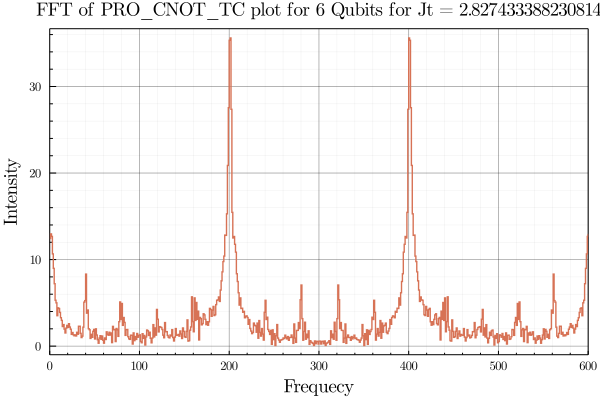 FFT of PRO_CNOT_TC plot for 6 Qubits for Jt = 2.827433388230814
Intensity
30
20
10
0
0 100 200 300 400 500 600
Frequecy